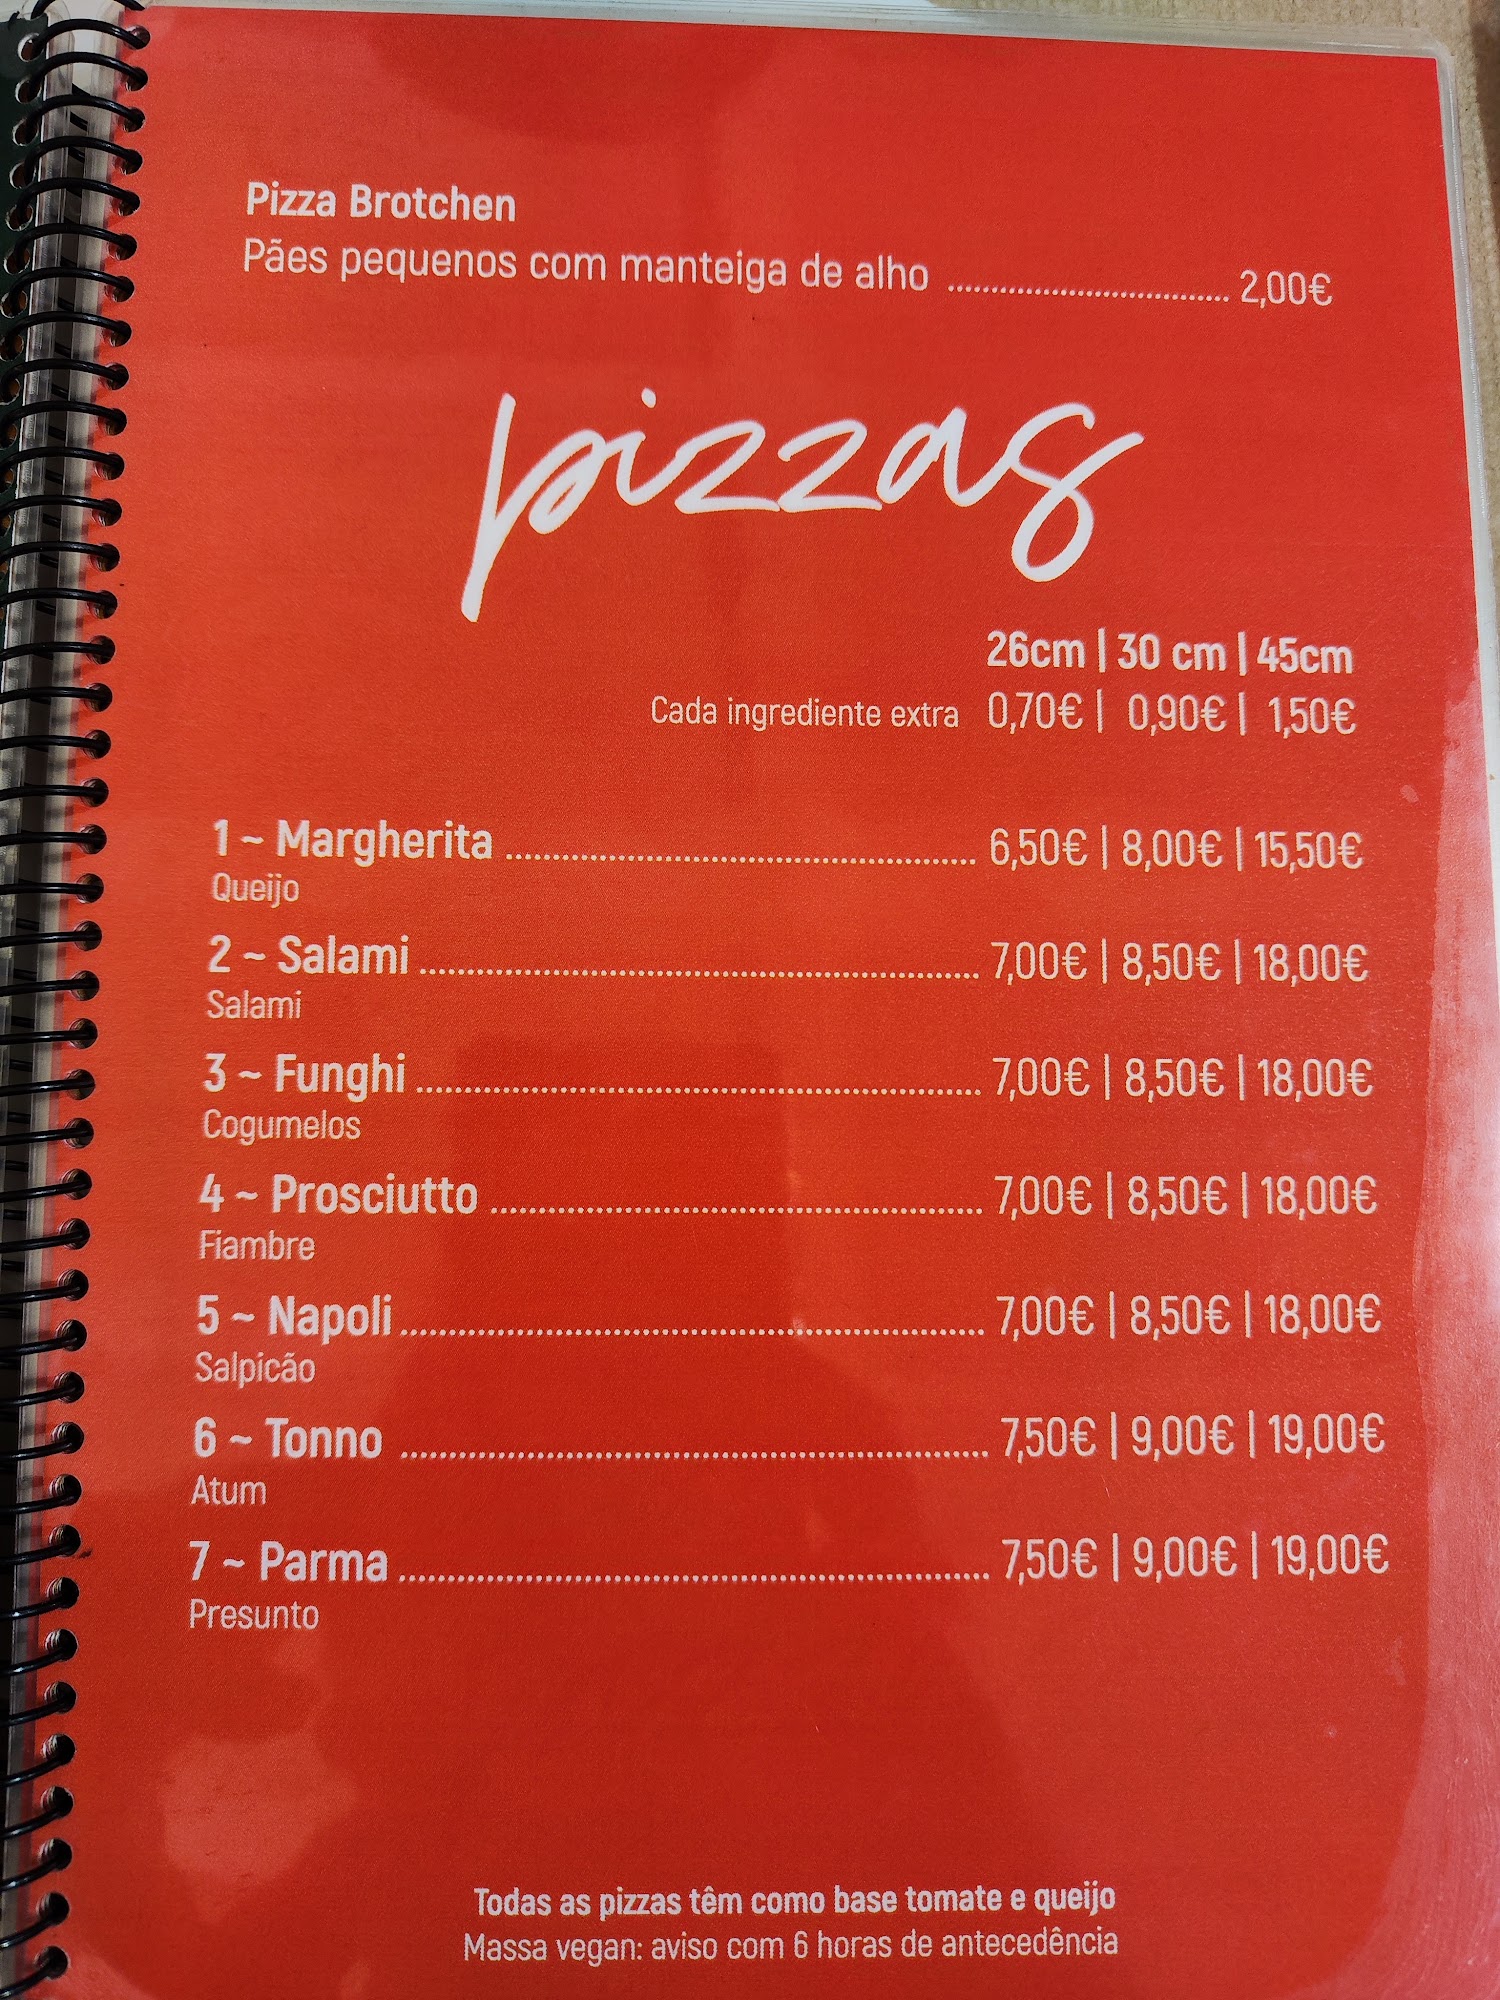 Pizza Brotchen
Pães pequenos com manteiga de alho ............................. 2,00€
pizzas
26cm | 30 cm | 45cm
Cada ingrediente extra 0,70€ | 0,90€ | 1,50€
1 ~ Margherita ................................................ 6,50€ | 8,00€ | 15,50€
Queijo
2 ~ Salami ......................................................... 7,00€ | 8,50€ | 18,00€
Salami
3 ~ Funghi ......................................................... 7,00€ | 8,50€ | 18,00€
Cogumelos
4 ~ Prosciutto .................................................. 7,00€ | 8,50€ | 18,00€
Fiambre
5 ~ Napoli ........................................................... 7,00€ | 8,50€ | 18,00€
Salpicão
6 ~ Tonno ........................................................... 7,50€ | 9,00€ | 19,00€
Atum
7 ~ Parma ........................................................... 7,50€ | 9,00€ | 19,00€
Presunto
Todas as pizzas têm como base tomate e queijo
Massa vegan: aviso com 6 horas de antecedência